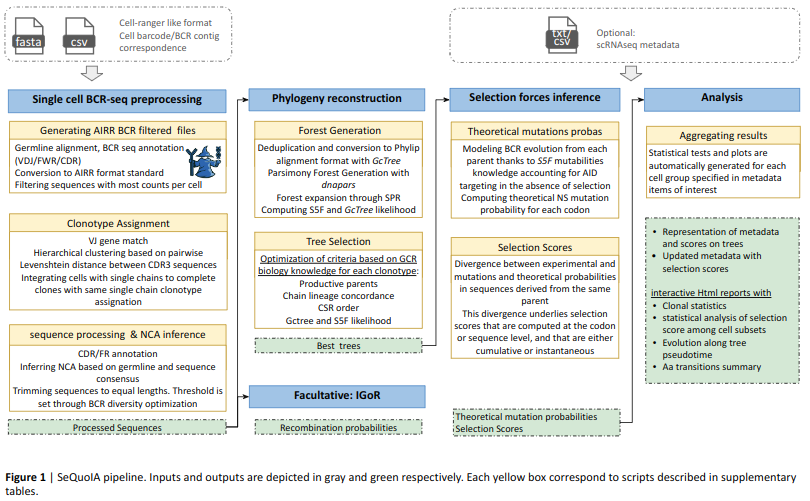 fasta
csv
Cell-ranger like format
Cell barcode/BCR contig
correspondence
txt/
csv
Optional:
scRNAseq metadata
Single cell BCR-seq preprocessing
Generating AIRR BCR filtered files
Germline alignment, BCR seq annotation
(VDJ/FWR/CDR)
Conversion to AIRR format standard
Filtering sequences with most counts per cell
Clonotype Assignment
VJ gene match
Hierarchical clustering based on pairwise
Levenshtein distance between CDR3 sequences
Integrating cells with single chains to complete
clones with same single chain clonotype
assignation
sequence processing & NCA inference
CDR/FR annotation
Inferring NCA based on germline and sequence
consensus
Trimming sequences to equal lengths. Threshold is
set through BCR diversity optimization
Processed Sequences
Phylogeny reconstruction
Forest Generation
Deduplication and conversion to Phylip
alignment format with GcTree
Parsimony Forest Generation with
dnapars
Forest expansion through SPR
Computing S5F and GcTree likelihood
Tree Selection
Optimization of criteria based on GCR
biology knowledge for each clonotype:
Productive parents
Chain lineage concordance
CSR order
Gctree and S5F likelihood
Best trees
Facultative: IGoR
Recombination probabilities
Selection forces inference
Theoretical mutations probas
Modeling BCR evolution from each
parent thanks to S5F mutabilities
knowledge accounting for AID
targeting in the absence of selection
Computing theoretical NS mutation
probability for each codon
Selection Scores
Divergence between experimental and
mutations and theoretical probabilities
in sequences derived from the same
parent
This divergence underlies selection
scores that are computed at the codon
or sequence level, and that are either
cumulative or instantaneous
Theoretical mutation probabilities
Selection Scores
Analysis
Aggregating results
Statistical tests and plots are
automatically generated for each
cell group specified in metadata
items of interest
• Representation of metadata
and scores on trees
• Updated metadata with
selection scores
interactive Html reports with
• Clonal statistics
• statistical analysis of selection
score among cell subsets
• Evolution along tree
pseudotime
• Aa transitions summary
Figure 1 | SeQuoIA pipeline. Inputs and outputs are depicted in gray and green respectively. Each yellow box correspond to scripts described in supplementary
tables.